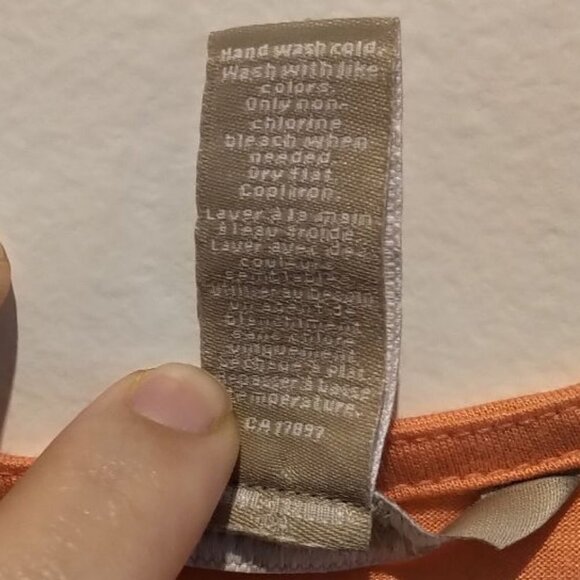 Hand wash cold.
Wash with like
colors.
Only non-
chlorine
bleach when
needed.
Dry flat
Cool iron.
Laver à la main
à l'eau froide.
Laver avec des
couleurs
semblables.
Utiliser au besoin
un agent de
blanchiment
sans chlore
uniquement
Séchage à plat
Repasser à basse
température.
CA 17897